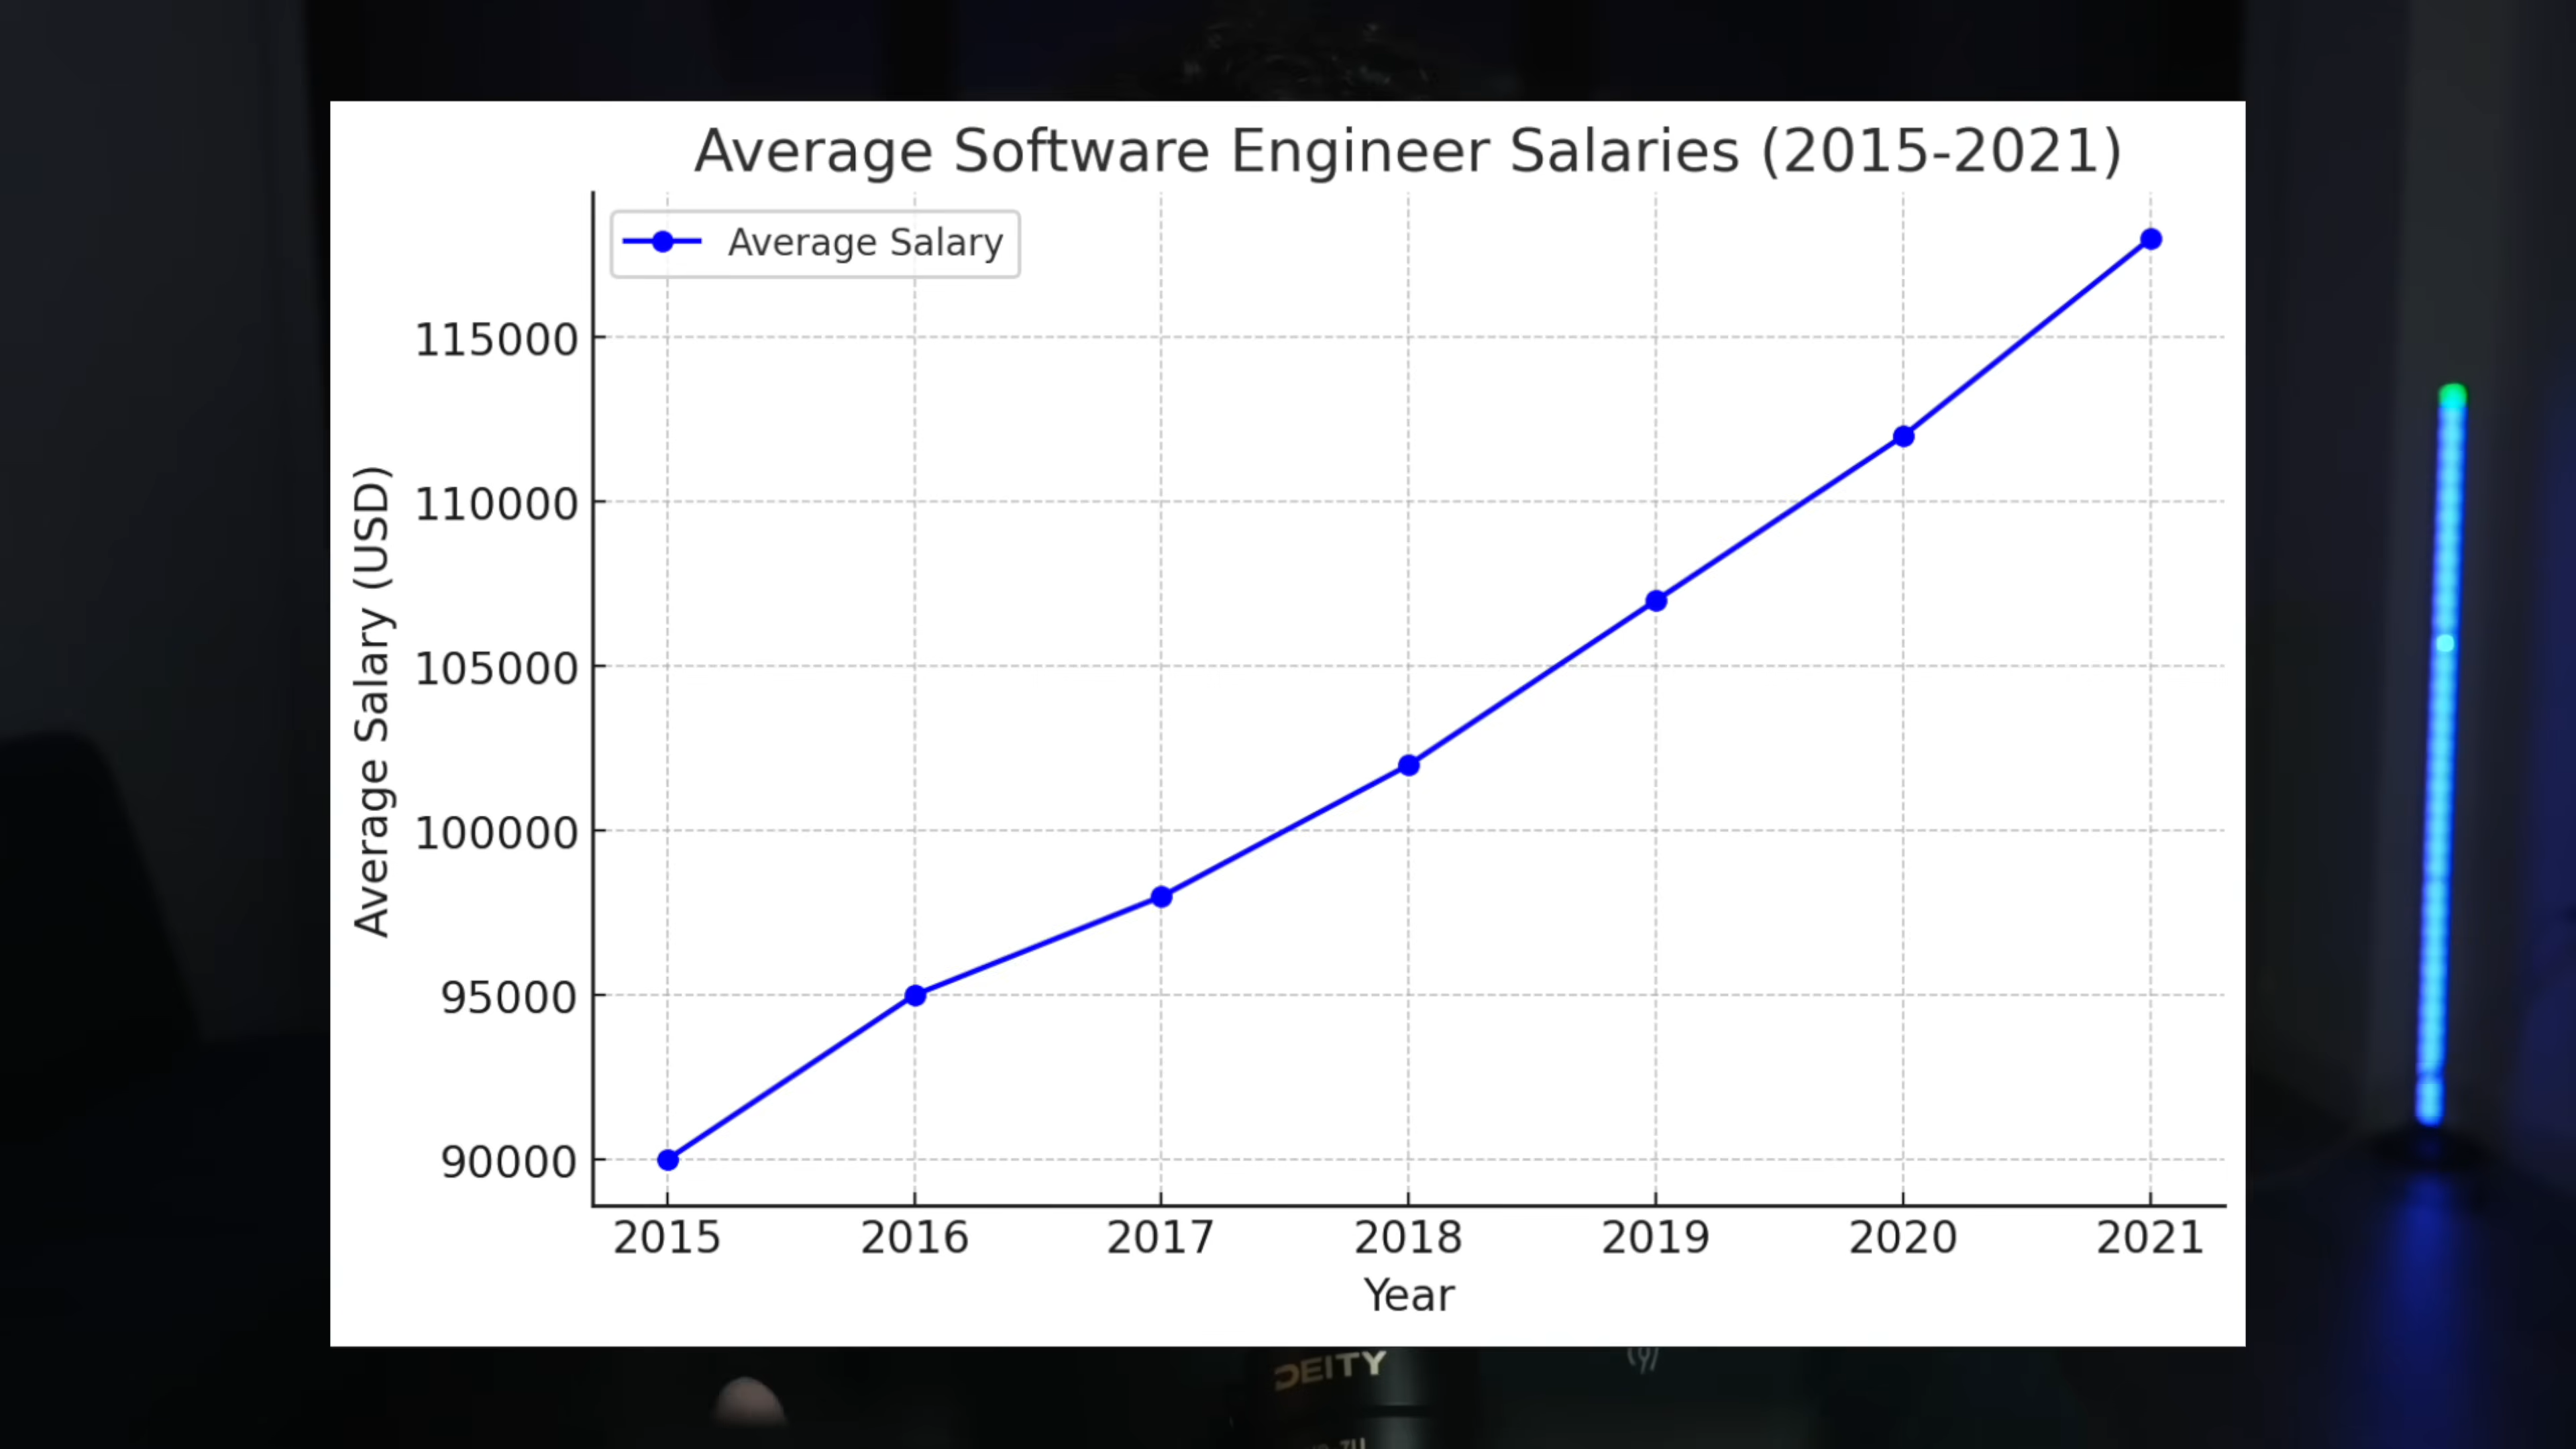 Average Software Engineer Salaries (2015-2021)
Average Salary
115000
110000
105000
100000
95000
90000
Average Salary (USD)
2015 2016 2017 2018 2019 2020 2021
Year
DEITY